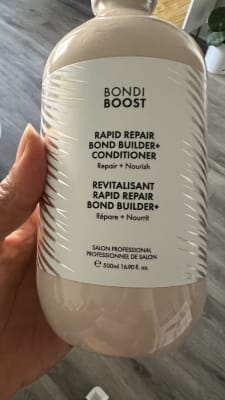 BONDI
BOOST
RAPID REPAIR
BOND BUILDER+
CONDITIONER
Repair + Nourish
REVITALISANT
RAPID REPAIR
BOND BUILDER+
Répare + Nourrit
SALON PROFESSIONAL
PROFESSIONNEL DE SALON
℮ 500ml 16.90 fl. oz.